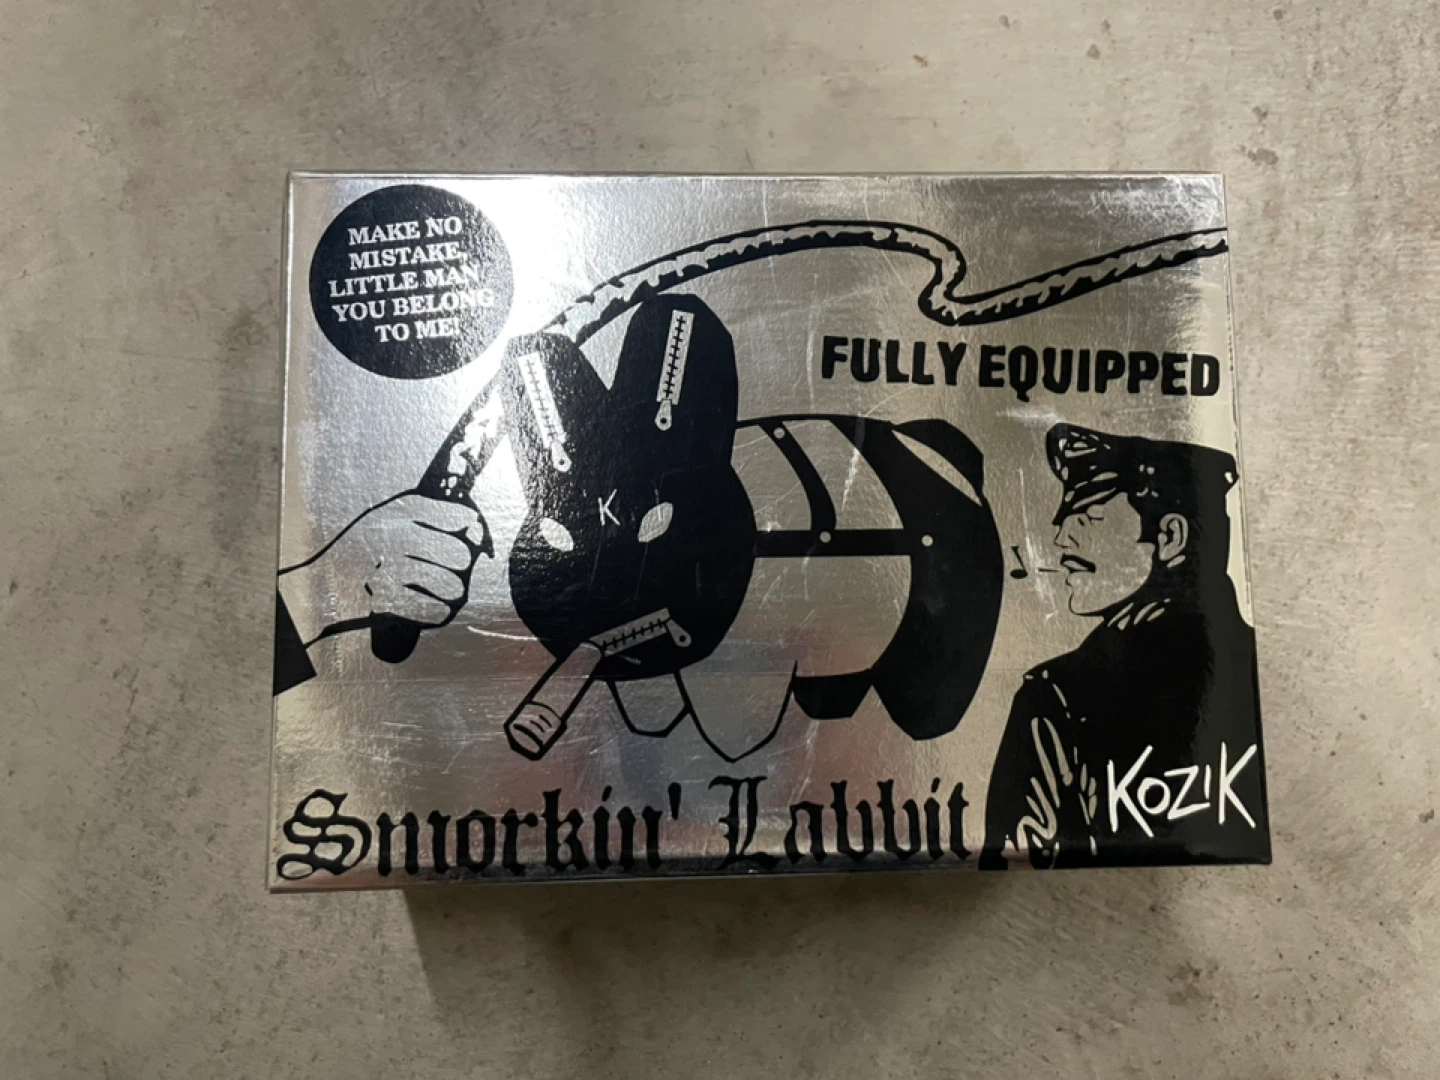 MAKE NO
MISTAKE,
LITTLE MAN
YOU BELONG
TO ME!
FULLY EQUIPPED
K
Smorkin' Labbit
KOZIK